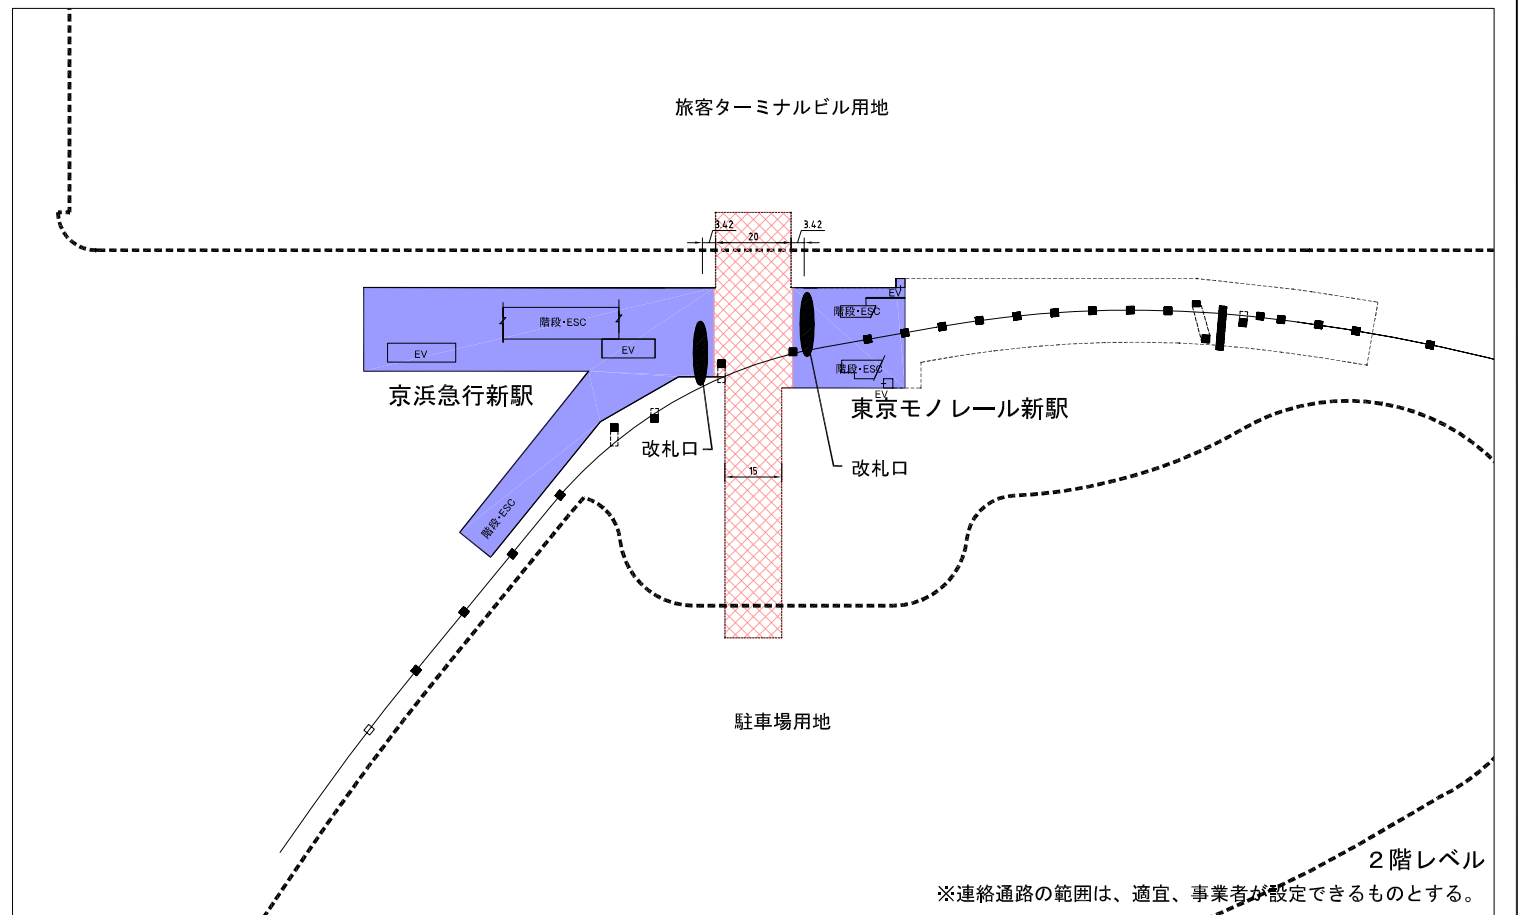 旅客ターミナルビル用地
3.42
20
3.42
EV
階段・ESC
階段・ESC
EV
EV
階段・ESC
EV
京浜急行新駅
東京モノレール新駅
改札口
改札口
15
階段・ESC
駐車場用地
２階レベル
※連絡通路の範囲は、適宜、事業者が設定できるものとする。